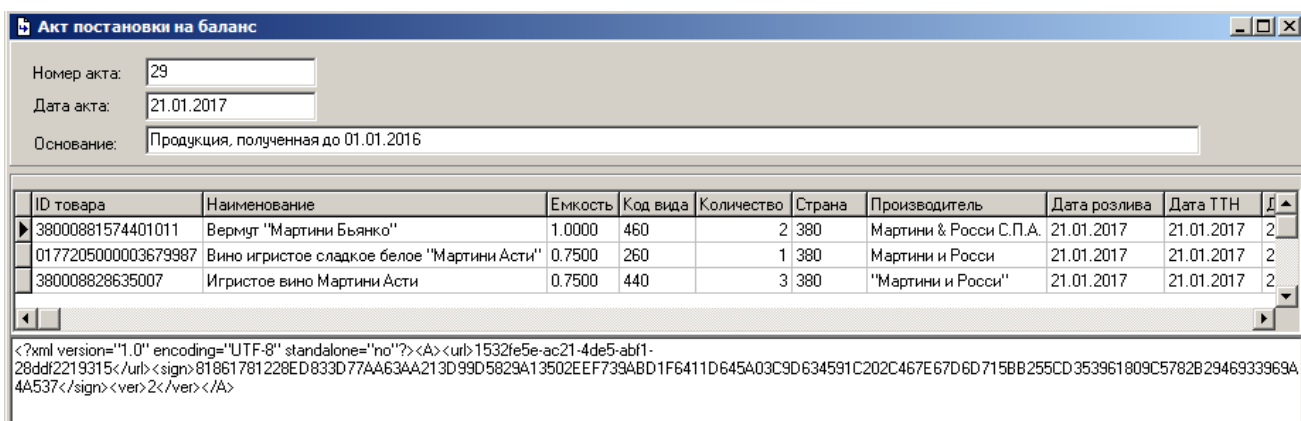 Акт постановки на баланс
Номер акта: 29
Дата акта: 21.01.2017
Основание: Продукция, полученная до 01.01.2016
ID товара Наименование Емкость Код вида Количество Страна Производитель Дата розлива Дата ТТН
38000881574401011 Вермут "Мартини Бьянко" 1.0000 460 2 380 Мартини & Росси С.П.А. 21.01.2017 21.01.2017 2
0177205000003679987 Вино игристое сладкое белое "Мартини Асти" 0.7500 260 1 380 Мартини и Росси 21.01.2017 21.01.2017 2
380008828635007 Игристое вино Мартини Асти 0.7500 440 3 380 "Мартини и Росси" 21.01.2017 21.01.2017 2
<?xml version="1.0" encoding="UTF-8" standalone="no"?><A><url>1532fe5e-ac21-4de5-abf1-
28ddf2219315</url><sign>81861781228ED833D77AA63AA213D99D5829A13502EEF739ABD1F6411D645A03C9D634591C202C467E67D6D715BB255CD353961809C5782B2946933969A
4A537</sign><ver>2</ver></A>